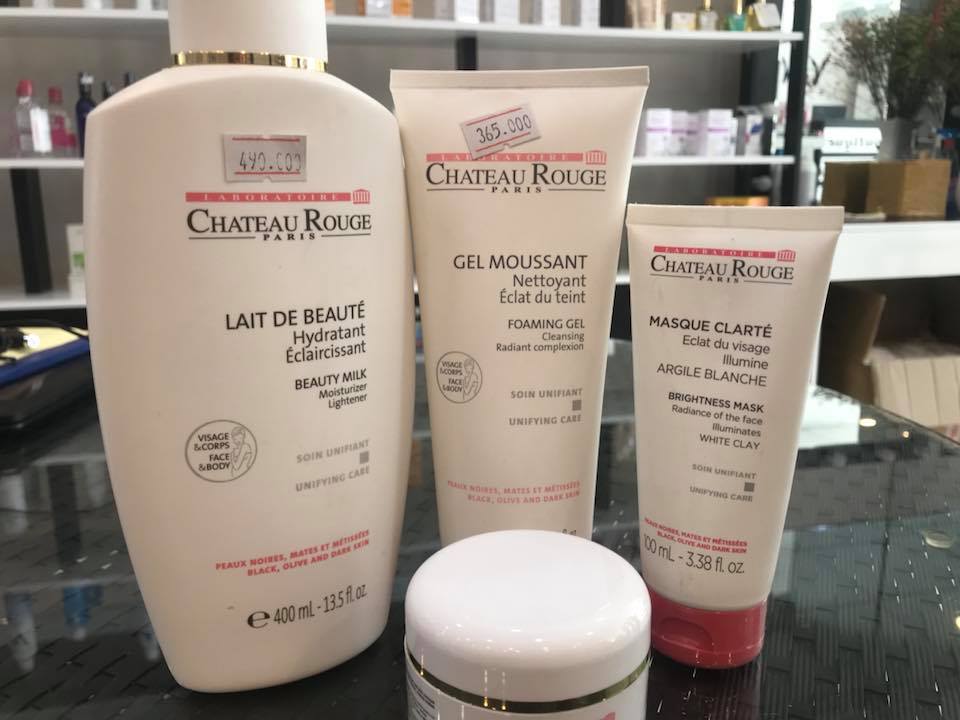 490.000
LABORATOIRE
CHATEAU ROUGE
PARIS
LAIT DE BEAUTÉ
Hydratant
Éclaircissant
BEAUTY MILK
Moisturizer
Lightener
VISAGE
&CORPS
FACE
&BODY
SOIN UNIFIANT
UNIFYING CARE
PEAUX NOIRES, MATES ET MÉTISSÉES
BLACK, OLIVE AND DARK SKIN
e 400 mL - 13.5 fl. oz.
365.000
LABORATOIRE
CHATEAU ROUGE
PARIS
GEL MOUSSANT
Nettoyant
Éclat du teint
FOAMING GEL
Cleansing
Radiant complexion
VISAGE
&CORPS
FACE
&BODY
SOIN UNIFIANT
UNIFYING CARE
PEAUX NOIRES, MATES ET MÉTISSÉES
BLACK, OLIVE AND DARK SKIN
LABORATOIRE
CHATEAU ROUGE
PARIS
MASQUE CLARTÉ
Eclat du visage
Illumine
ARGILE BLANCHE
BRIGHTNESS MASK
Radiance of the face
Illuminates
WHITE CLAY
SOIN UNIFIANT
UNIFYING CARE
PEAUX NOIRES, MATES ET MÉTISSÉES
BLACK, OLIVE AND DARK SKIN
100 mL - 3.38 fl. oz.